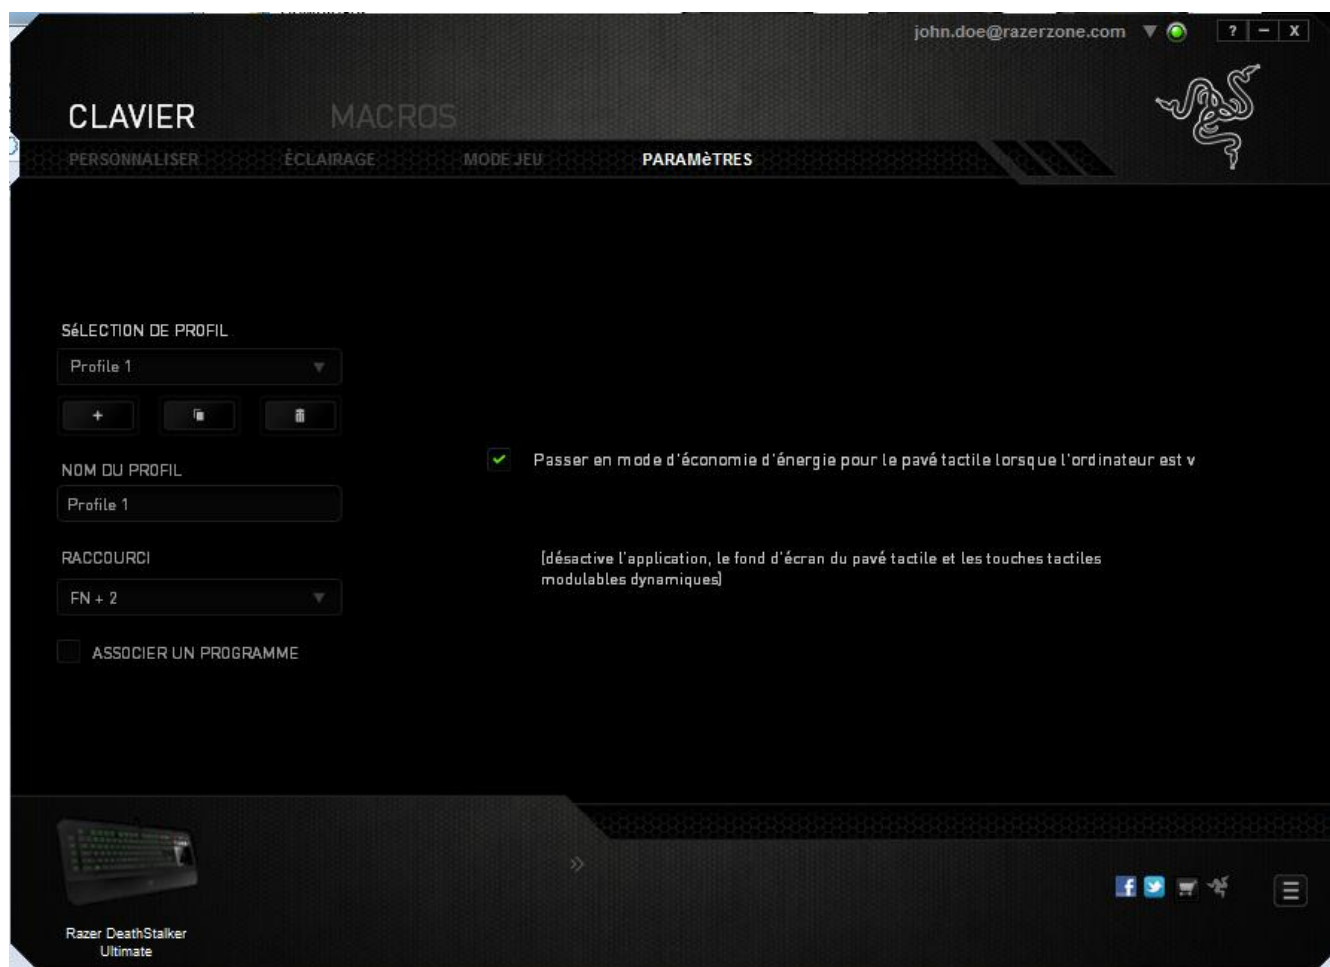 john.doe@razerzone.com
? − X
CLAVIER MACROS
PERSONNALISER ÉCLAIRAGE MODE JEU PARAMèTRES
SéLECTION DE PROFIL
Profile 1
+
NOM DU PROFIL
Profile 1
RACCOURCI
FN + 2
ASSOCIER UN PROGRAMME
Passer en mode d'économie d'énergie pour le pavé tactile lorsque l'ordinateur est v
(désactive l'application, le fond d'écran du pavé tactile et les touches tactiles
modulables dynamiques)
Razer DeathStalker
Ultimate